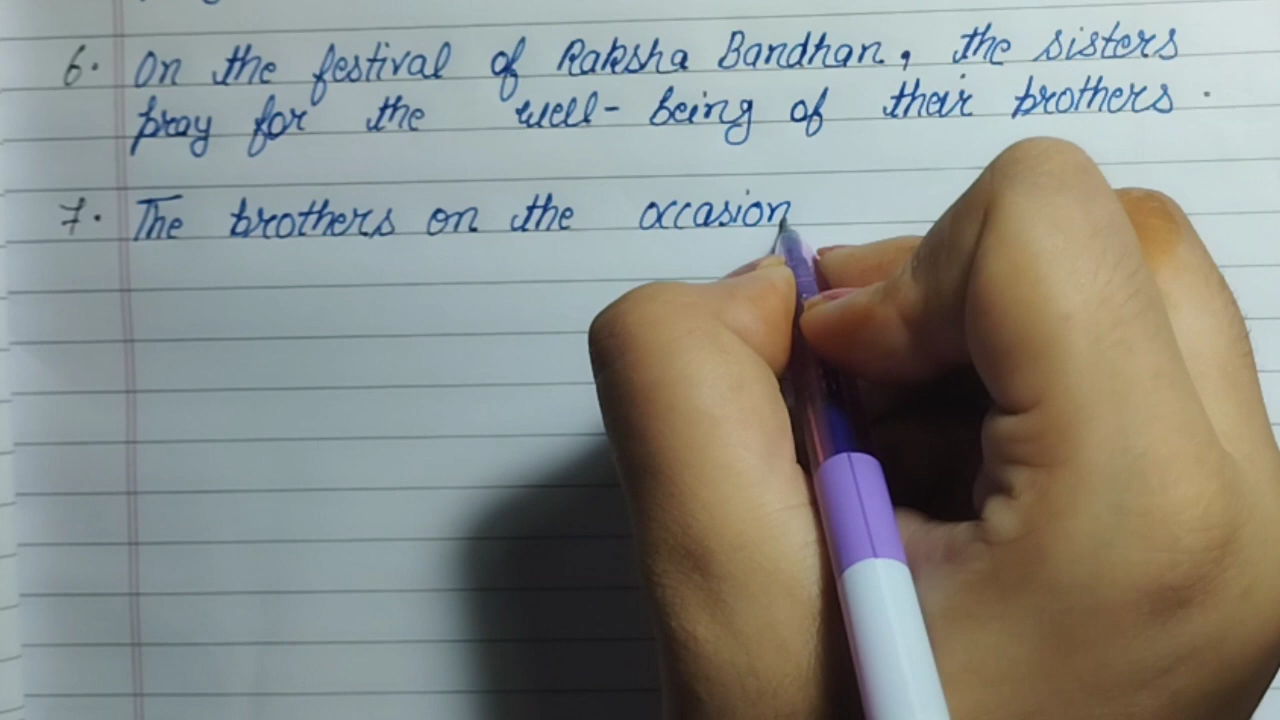 6. On the festival of Raksha Bandhan, the sisters
pray for the well-being of their brothers.
7. The brothers on the occasion